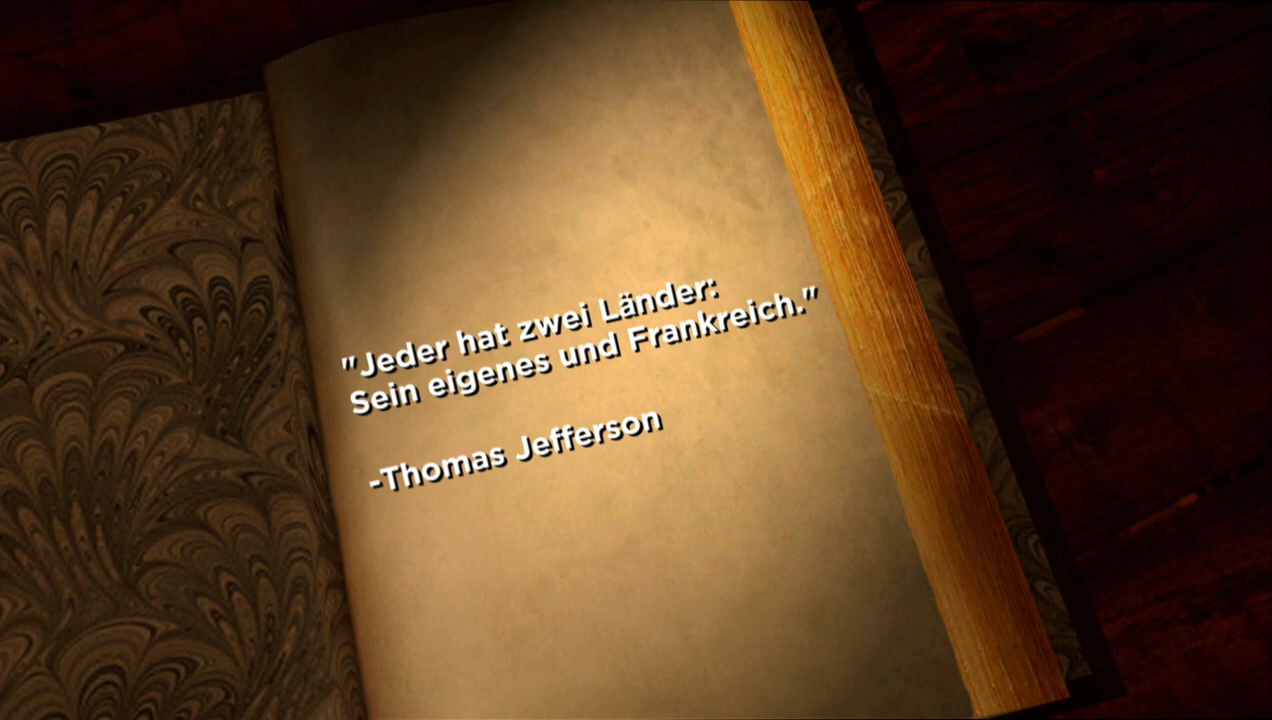 "Jeder hat zwei Länder:
Sein eigenes und Frankreich."
-Thomas Jefferson